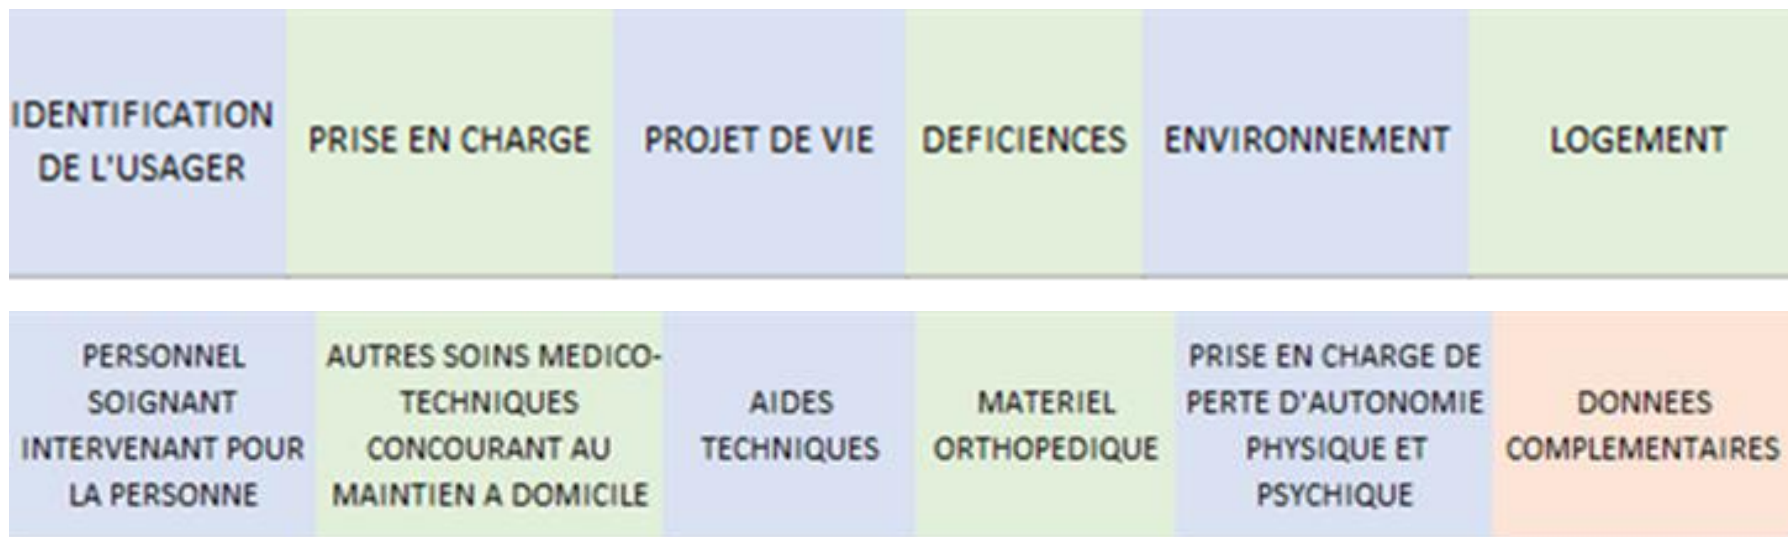 IDENTIFICATION
DE L'USAGER
PRISE EN CHARGE
PROJET DE VIE
DEFICIENCES
ENVIRONNEMENT
LOGEMENT
PERSONNEL
SOIGNANT
INTERVENANT POUR
LA PERSONNE
AUTRES SOINS MEDICO-
TECHNIQUES
CONCOURANT AU
MAINTIEN A DOMICILE
AIDES
TECHNIQUES
MATERIEL
ORTHOPEDIQUE
PRISE EN CHARGE DE
PERTE D'AUTONOMIE
PHYSIQUE ET
PSYCHIQUE
DONNEES
COMPLEMENTAIRES